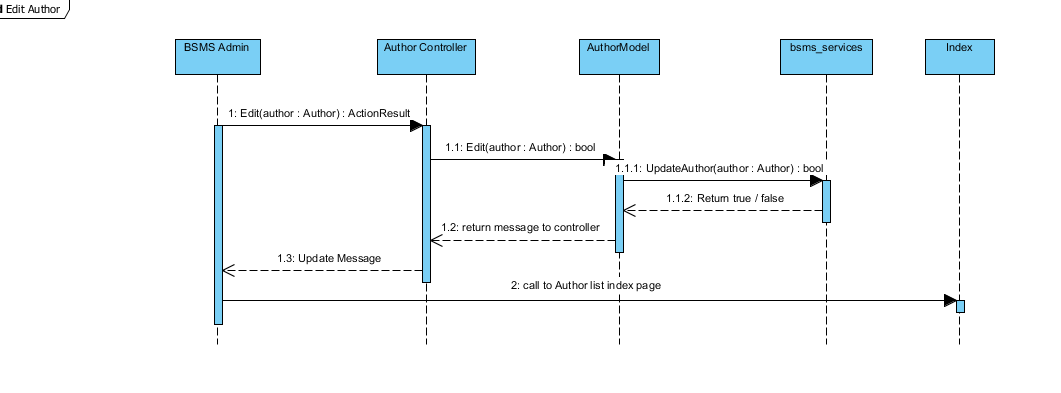 Edit Author
BSMS Admin
Author Controller
AuthorModel
bsms_services
Index
1: Edit(author : Author) : ActionResult
1.1: Edit(author : Author) : bool
1.1.1: UpdateAuthor(author : Author) : bool
1.1.2: Return true / false
1.2: return message to controller
1.3: Update Message
2: call to Author list index page